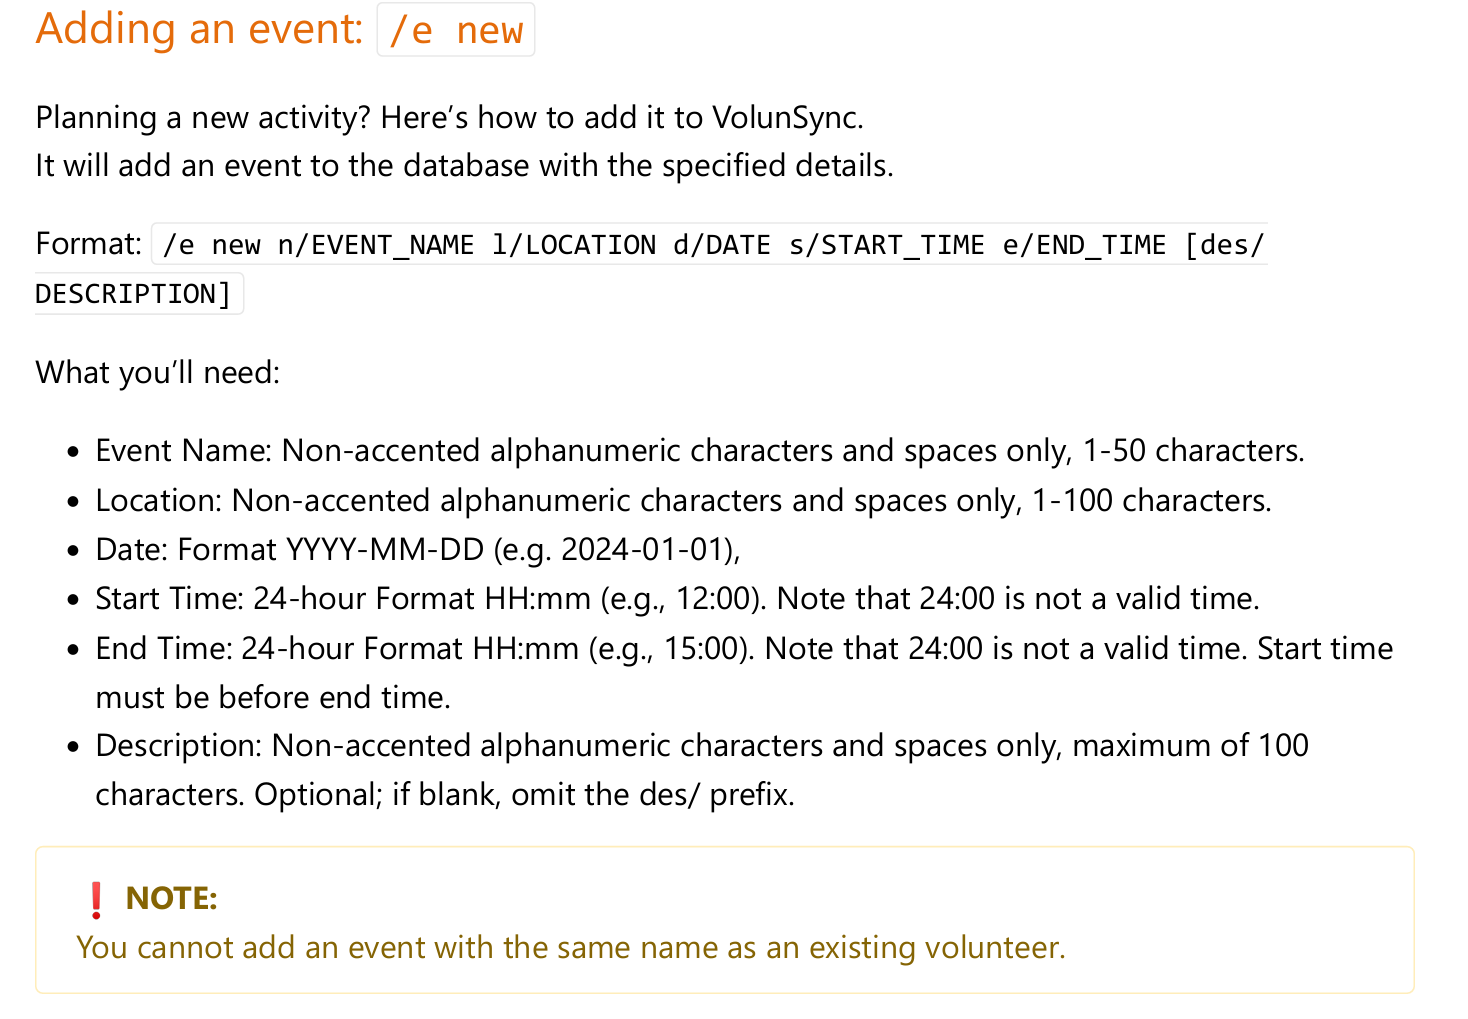 Adding an event: /e new
Planning a new activity? Here’s how to add it to VolunSync.
It will add an event to the database with the specified details.
Format: /e new n/EVENT_NAME l/LOCATION d/DATE s/START_TIME e/END_TIME [des/
DESCRIPTION]
What you’ll need:
• Event Name: Non-accented alphanumeric characters and spaces only, 1-50 characters.
• Location: Non-accented alphanumeric characters and spaces only, 1-100 characters.
• Date: Format YYYY-MM-DD (e.g. 2024-01-01),
• Start Time: 24-hour Format HH:mm (e.g., 12:00). Note that 24:00 is not a valid time.
• End Time: 24-hour Format HH:mm (e.g., 15:00). Note that 24:00 is not a valid time. Start time
must be before end time.
• Description: Non-accented alphanumeric characters and spaces only, maximum of 100
characters. Optional; if blank, omit the des/ prefix.
❗ NOTE:
You cannot add an event with the same name as an existing volunteer.